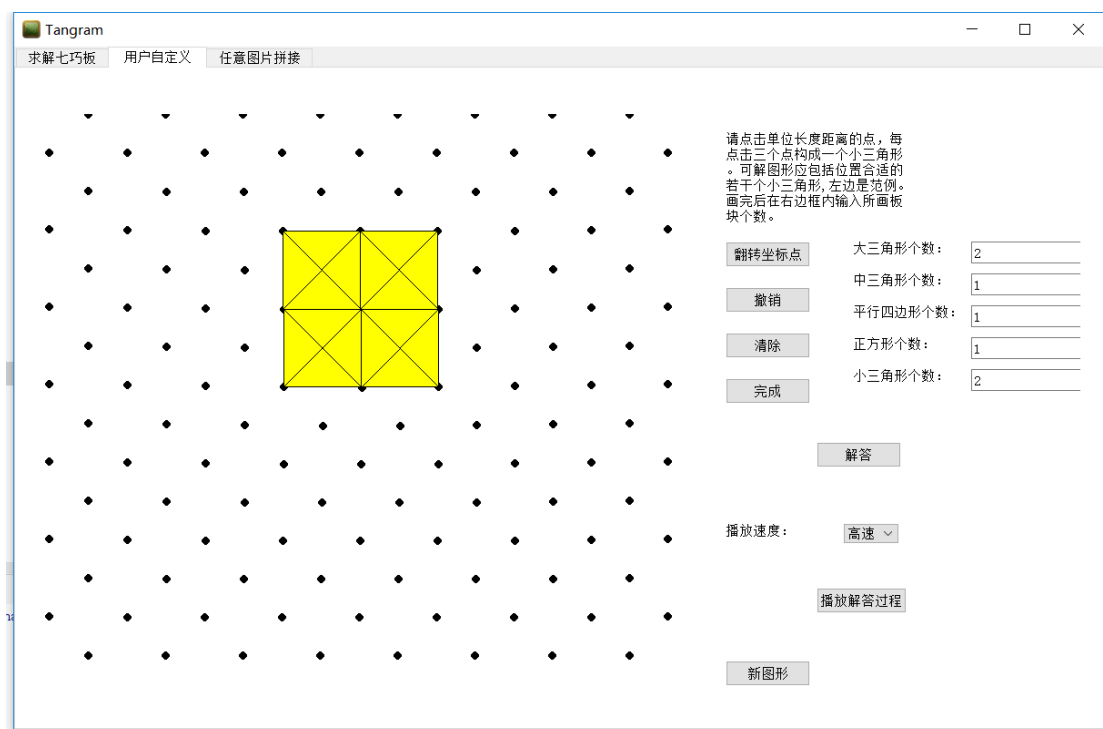 Tangram
求解七巧板
用户自定义
任意图片拼接
请点击单位长度距离的点，每
点击三个点构成一个小三角形
。可解图形应包括位置合适的
若干个小三角形,左边是范例。
画完后在右边框内输入所画板
块个数。
翻转坐标点
大三角形个数：
2
中三角形个数：
1
撤销
平行四边形个数：
1
清除
正方形个数：
1
小三角形个数：
2
完成
解答
播放速度：
高速
播放解答过程
新图形